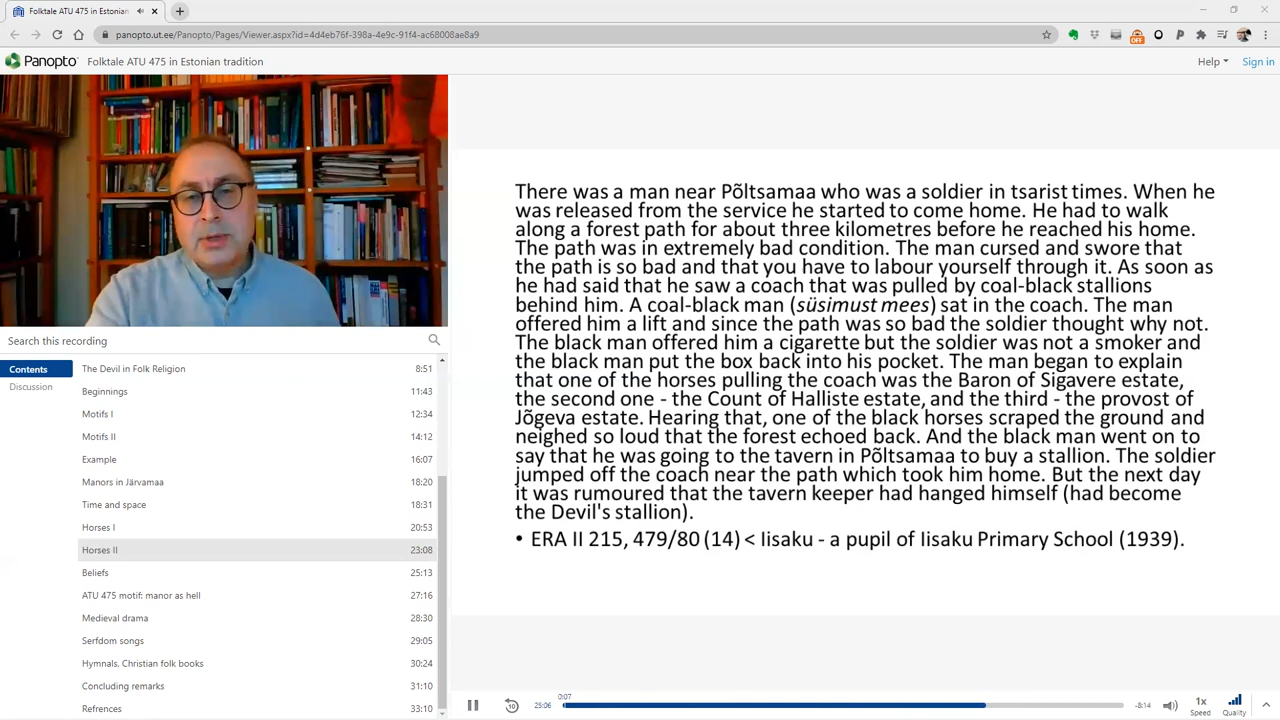 Folktale ATU 475 in Estonian
panopto.ut.ee/Panopto/Pages/Viewer.aspx?id=4d4eb76f-398a-4e9c-91f4-ac68008ae8a9
Panopto
Folktale ATU 475 in Estonian tradition
Help
Sign in
Search this recording
Contents
Discussion
The Devil in Folk Religion 8:51
Beginnings 11:43
Motifs I 12:34
Motifs II 14:12
Example 16:07
Manors in Järvamaa 18:20
Time and space 18:31
Horses I 20:53
Horses II 23:08
Beliefs 25:13
ATU 475 motif: manor as hell 27:16
Medieval drama 28:30
Serfdom songs 29:05
Hymnals, Christian folk books 30:24
Concluding remarks 31:10
Refrences 33:10
There was a man near Põltsamaa who was a soldier in tsarist times. When he
was released from the service he started to come home. He had to walk
along a forest path for about three kilometres before he reached his home.
The path was in extremely bad condition. The man cursed and swore that
the path is so bad and that you have to labour yourself through it. As soon as
he had said that he saw a coach that was pulled by coal-black stallions
behind him. A coal-black man (süsimust mees) sat in the coach. The man
offered him a lift and since the path was so bad the soldier thought why not.
The black man offered him a cigarette but the soldier was not a smoker and
the black man put the box back into his pocket. The man began to explain
that one of the horses pulling the coach was the Baron of Sigavere estate,
the second one - the Count of Halliste estate, and the third - the provost of
Jõgeva estate. Hearing that, one of the black horses scraped the ground and
neighed so loud that the forest echoed back. And the black man went on to
say that he was going to the tavern in Põltsamaa to buy a stallion. The soldier
jumped off the coach near the path which took him home. But the next day
it was rumoured that the tavern keeper had hanged himself (had become
the Devil's stallion).
• ERA II 215, 479/80 (14) < Iisaku - a pupil of Iisaku Primary School (1939).
10
25:06
0:07
-8:14
1x
Speed
Quality